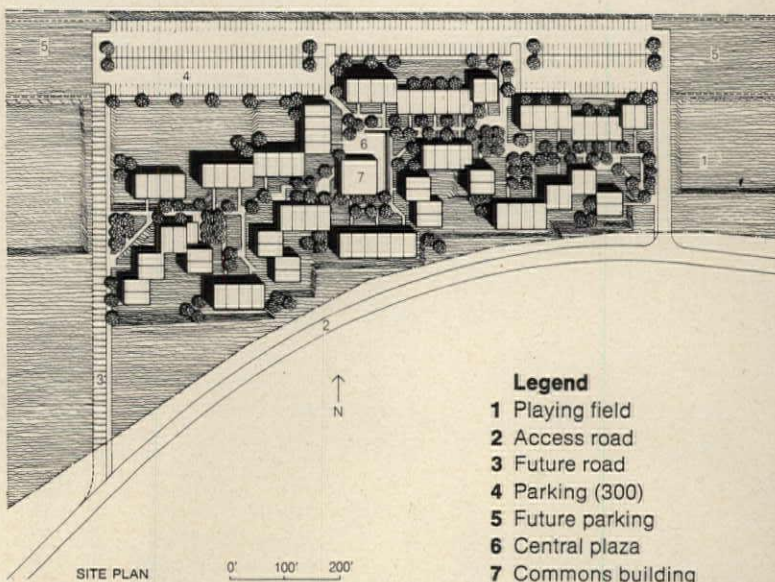 5
4
5
6
1
7
2
3
N
Legend
1 Playing field
2 Access road
3 Future road
4 Parking (300)
5 Future parking
6 Central plaza
7 Commons building
SITE PLAN 0' 100' 200'